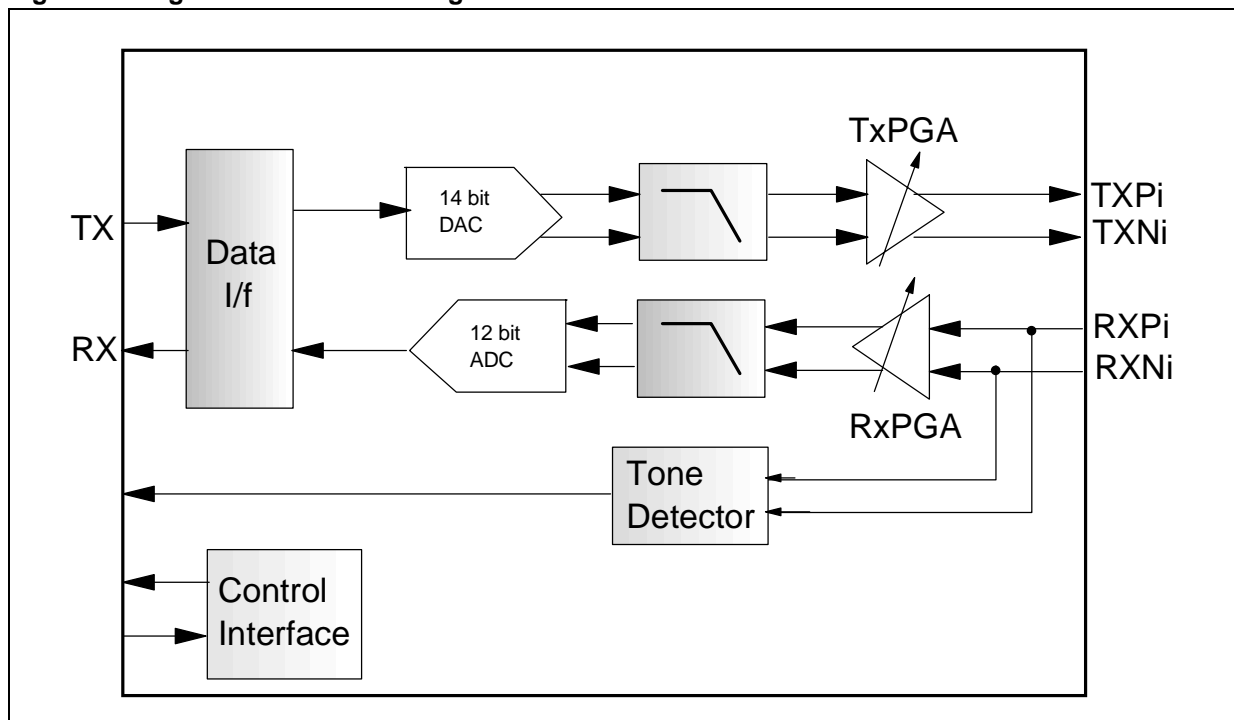 TxPGA
14 bit
DAC
TXPi
TXNi
TX
Data
I/f
RX
12 bit
ADC
RXPi
RXNi
RxPGA
Tone
Detector
Control
Interface